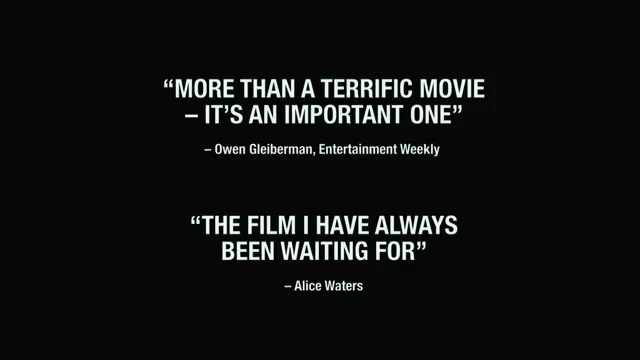 “MORE THAN A TERRIFIC MOVIE
– IT’S AN IMPORTANT ONE”
– Owen Gleiberman, Entertainment Weekly
“THE FILM I HAVE ALWAYS
BEEN WAITING FOR”
– Alice Waters